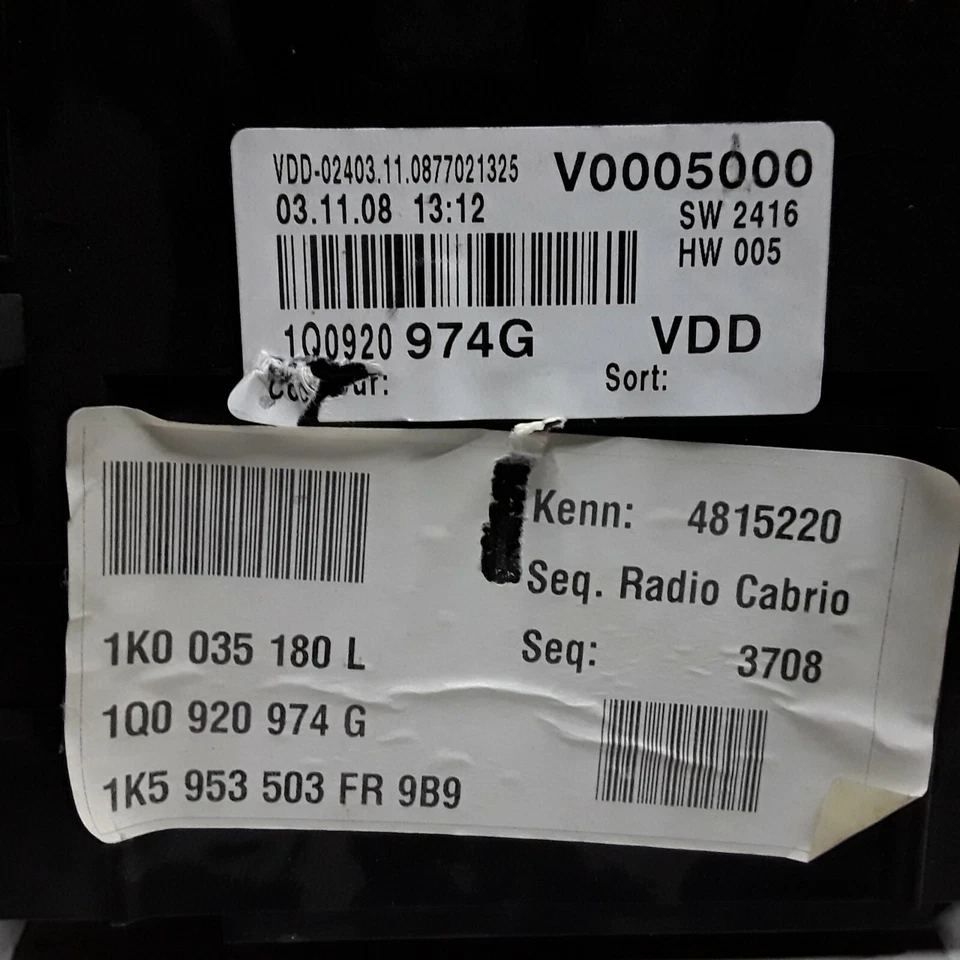 VDD-02403.11.0877021325 V0005000
03.11.08 13:12 SW 2416
HW 005
1Q0920 974G VDD
Sort:
Kenn: 4815220
Seq. Radio Cabrio
1K0 035 180 L Seq: 3708
1Q0 920 974 G
1K5 953 503 FR 9B9